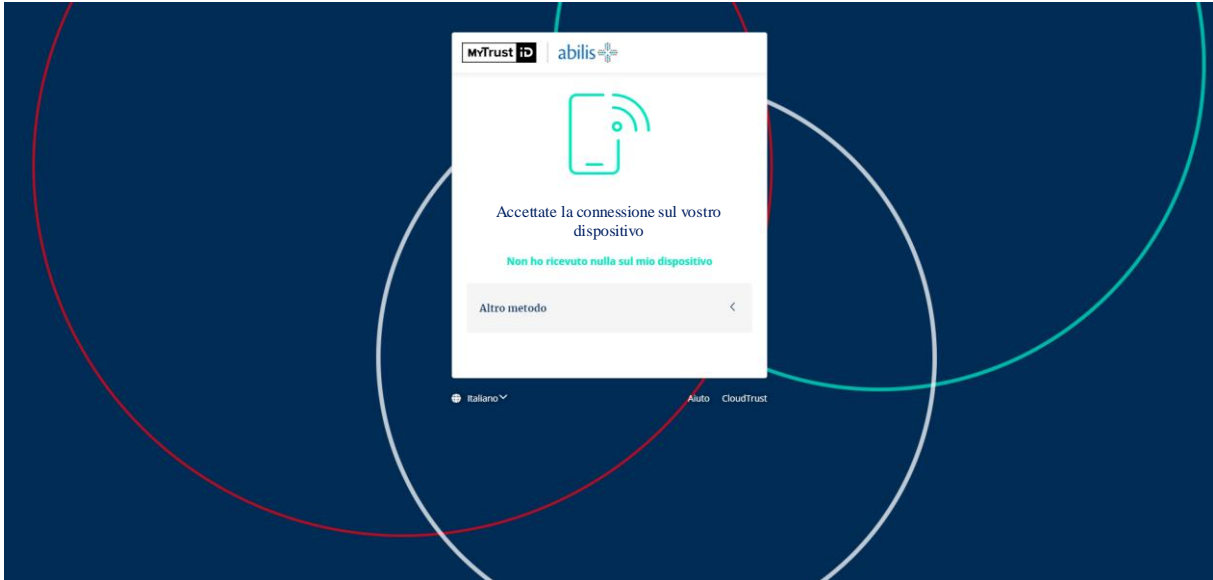 MYTrust iD abilis
Accettate la connessione sul vostro
dispositivo
Non ho ricevuto nulla sul mio dispositivo
Altro metodo
Italiano Aiuto CloudTrust